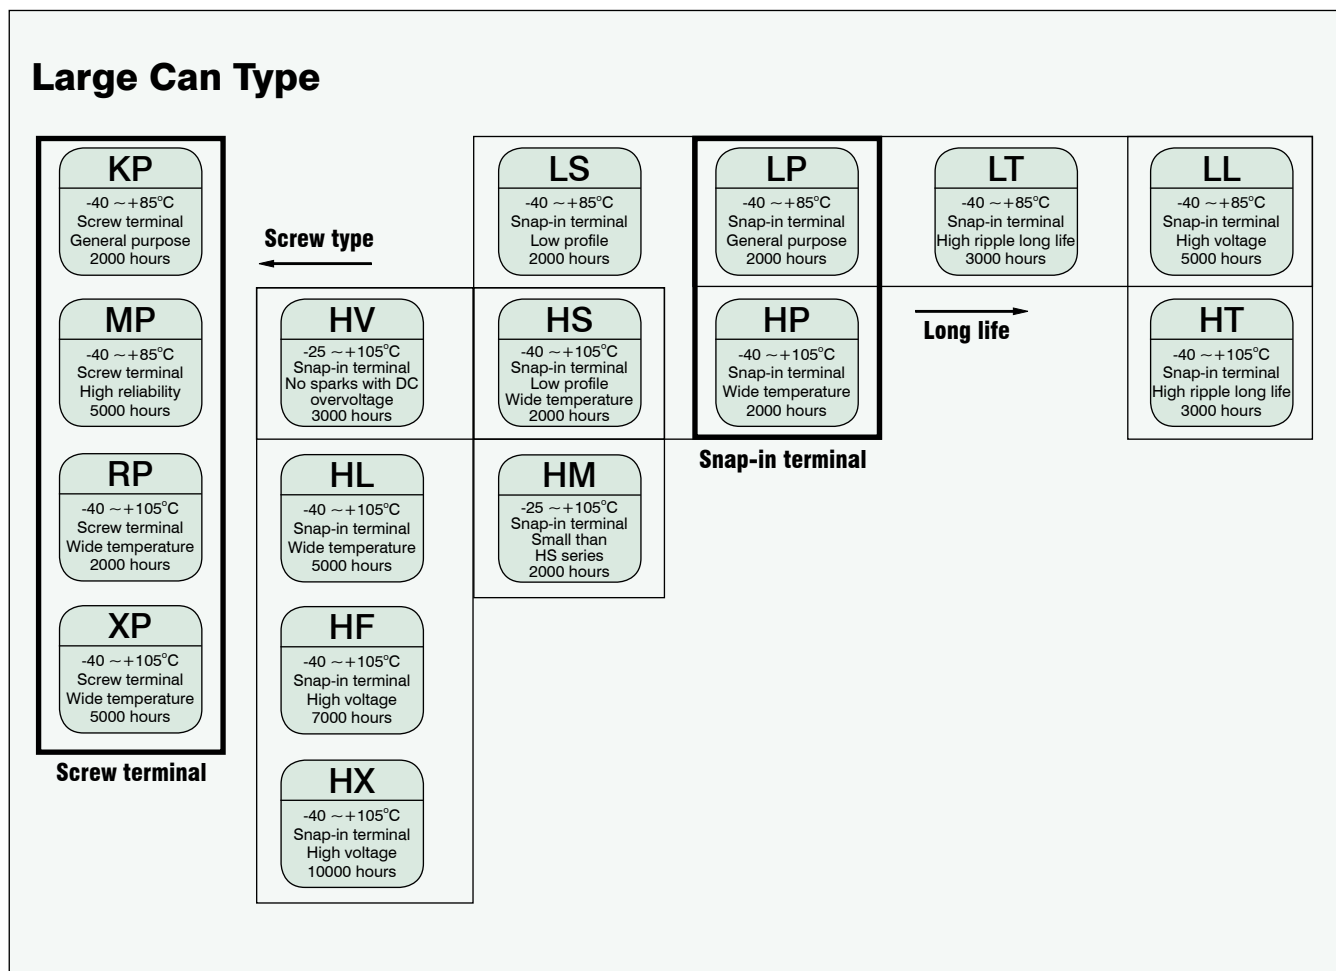 Large Can Type
KP
-40 ~+85°C
Screw terminal
General purpose
2000 hours
MP
-40 ~+85°C
Screw terminal
High reliability
5000 hours
RP
-40 ~+105°C
Screw terminal
Wide temperature
2000 hours
XP
-40 ~+105°C
Screw terminal
Wide temperature
5000 hours
Screw terminal
Screw type
HV
-25 ~+105°C
Snap-in terminal
No sparks with DC
overvoltage
3000 hours
HL
-40 ~+105°C
Snap-in terminal
Wide temperature
5000 hours
HF
-40 ~+105°C
Snap-in terminal
High voltage
7000 hours
HX
-40 ~+105°C
Snap-in terminal
High voltage
10000 hours
LS
-40 ~+85°C
Snap-in terminal
Low profile
2000 hours
HS
-40 ~+105°C
Snap-in terminal
Low profile
Wide temperature
2000 hours
HM
-25 ~+105°C
Snap-in terminal
Small than
HS series
2000 hours
LP
-40 ~+85°C
Snap-in terminal
General purpose
2000 hours
HP
-40 ~+105°C
Snap-in terminal
Wide temperature
2000 hours
Snap-in terminal
LT
-40 ~+85°C
Snap-in terminal
High ripple long life
3000 hours
Long life
LL
-40 ~+85°C
Snap-in terminal
High voltage
5000 hours
HT
-40 ~+105°C
Snap-in terminal
High ripple long life
3000 hours